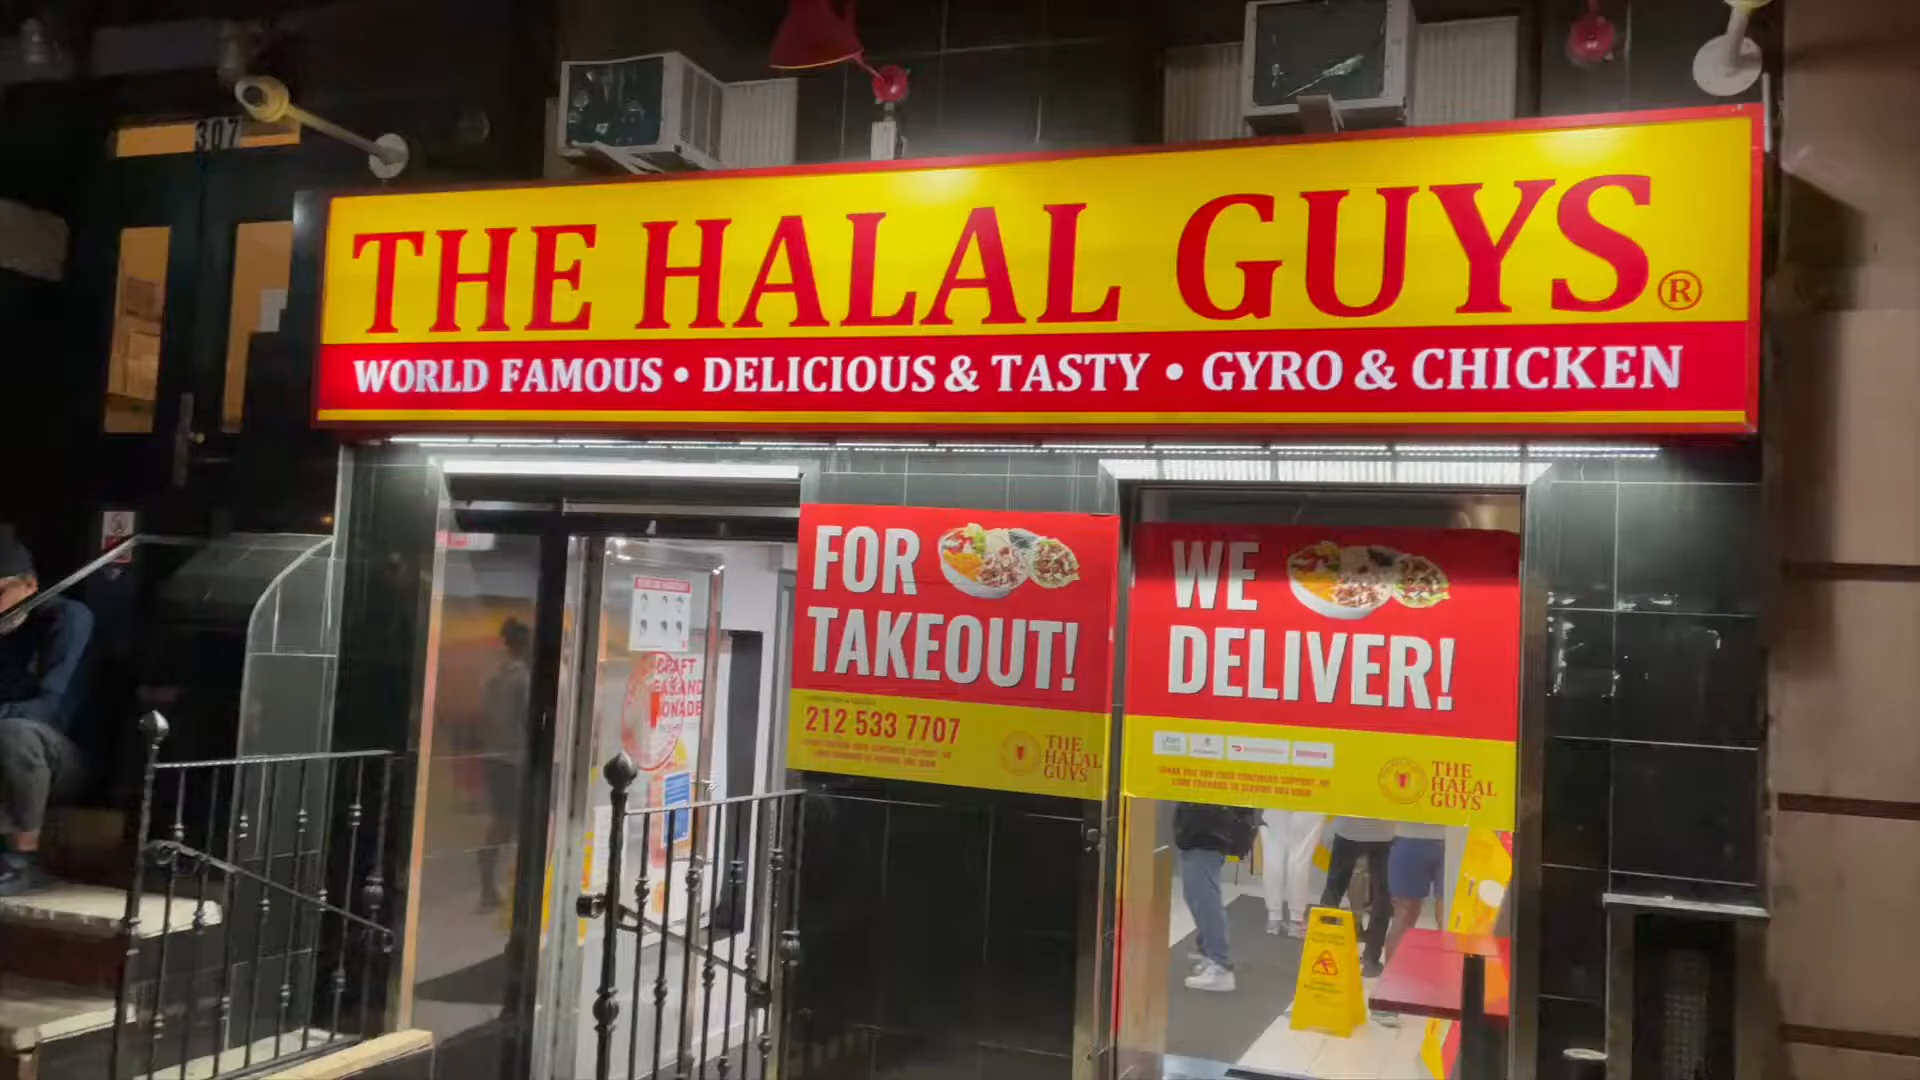 307
THE HALAL GUYS®
WORLD FAMOUS • DELICIOUS & TASTY • GYRO & CHICKEN
FOR
TAKEOUT!
212 533 7707
THE
HALAL
GUYS
WE
DELIVER!
THE
HALAL
GUYS